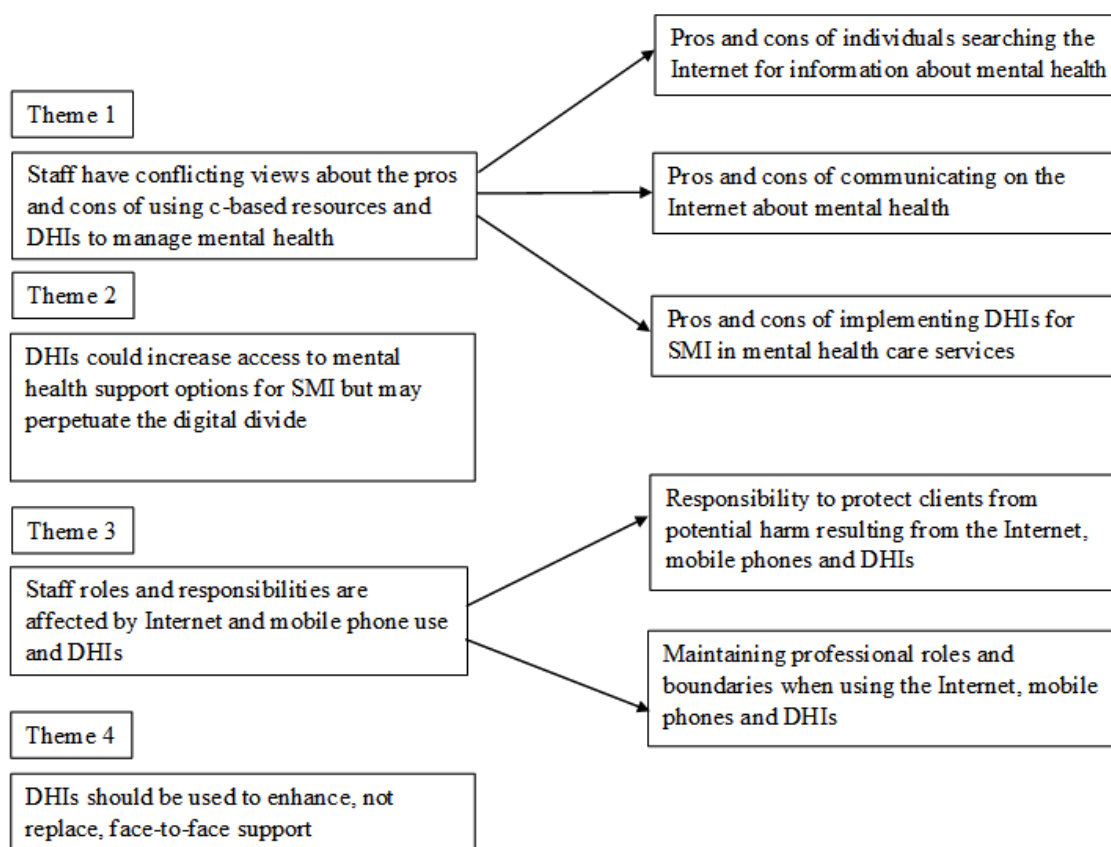 Theme 1
Staff have conflicting views about the pros
and cons of using c-based resources and
DHIs to manage mental health
Pros and cons of individuals searching the
Internet for information about mental health
Pros and cons of communicating on the
Internet about mental health
Pros and cons of implementing DHIs for
SMI in mental health care services
Theme 2
DHIs could increase access to mental
health support options for SMI but may
perpetuate the digital divide
Theme 3
Staff roles and responsibilities are
affected by Internet and mobile phone use
and DHIs
Responsibility to protect clients from
potential harm resulting from the Internet,
mobile phones and DHIs
Maintaining professional roles and
boundaries when using the Internet, mobile
phones and DHIs
Theme 4
DHIs should be used to enhance, not
replace, face-to-face support